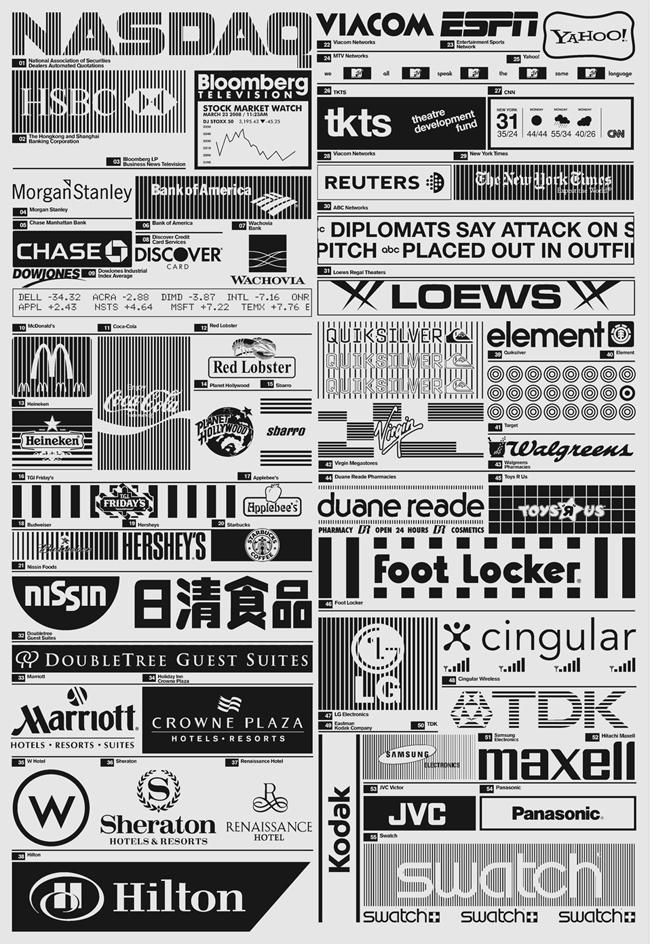 NASDAQ
01 National Association of Securities
Dealers Automated Quotations
HSBC
02 The Hongkong and Shanghai
Banking Corporation
Bloomberg
TELEVISION
STOCK MARKET WATCH
MARCH 23 2008 / 11:23AM
DJ STOXX 50 3,195.43 ▼-45.25
03 Bloomberg LP
Business News Television
Morgan Stanley
04 Morgan Stanley
Bank of America
05 Chase Manhattan Bank
06 Bank of America
07 Wachovia
Bank
CHASE
08 Discover Credit
Card Services
DISCOVER
CARD
WACHOVIA
DOWJONES
09 DowJones Industrial
Index Average
DELL -34.32 ACRA -2.88 DIMD -3.87 INTL -7.16 ONR
APPL +2.43 NSTS +4.64 MSFT +7.22 TEMX +7.76 E
10 McDonald's
11 Coca-Cola
12 Red Lobster
M
Enjoy
Coca-Cola
Red Lobster
13 Heineken
14 Planet Hollywood
15 Sbarro
Heineken
PLANET HOLLYWOOD
sbarro
16 TGI Friday's
17 Applebee's
TGI
FRIDAY'S
Applebee's
18 Budweiser
19 Hersheys
20 Starbucks
Budweiser
HERSHEY'S
STARBUCKS
COFFEE
21 Nissin Foods
NISSIN
日清食品
32 Doubletree
Guest Suites
DOUBLETREE GUEST SUITES
33 Marriott
34 Holiday Inn
Crowne Plaza
Marriott
HOTELS · RESORTS · SUITES
CROWNE PLAZA
HOTELS · RESORTS
35 W Hotel
36 Sheraton
37 Renaissance Hotel
W
S
Sheraton
HOTELS & RESORTS
R
RENAISSANCE
HOTEL
38 Hilton
H
Hilton
VIACOM
ESPN
YAHOO!
22 Viacom Networks
23 Entertainment Sports
Network
24 MTV Networks
25 Yahoo!
we all speak the same language
26 TKTS
27 CNN
tkts
theatre
development
fund
NEW YORK
31
35/24
MONDAY
44/44
MONDAY
55/34
MONDAY
40/26
CNN
28 Viacom Networks
29 New York Times
REUTERS
The New York Times
Expect the World
30 ABC Networks
abc DIPLOMATS SAY ATTACK ON S
PITCH abc PLACED OUT IN OUTFI
31 Loews Regal Theaters
LOEWS
QUIKSILVER
QUIKSILVER
QUIKSILVER
element
39 Quiksilver
40 Element
Virgin
41 Target
42 Virgin Megastores
43 Walgreens
Pharmacies
Walgreens
44 Duane Reade Pharmacies
45 Toys R Us
duane reade
PHARMACY DR OPEN 24 HOURS DR COSMETICS
TOYS R US
Foot Locker
46 Foot Locker
LG
LG
cingular
48 Cingular Wireless
47 LG Electronics
49 Eastman
Kodak Company
50 TDK
TDK
51 Samsung
Electronics
52 Hitachi Maxell
Kodak
SAMSUNG
ELECTRONICS
maxell
53 JVC Victor
54 Panasonic
JVC
Panasonic
55 Swatch
swatch
swatch swatch swatch